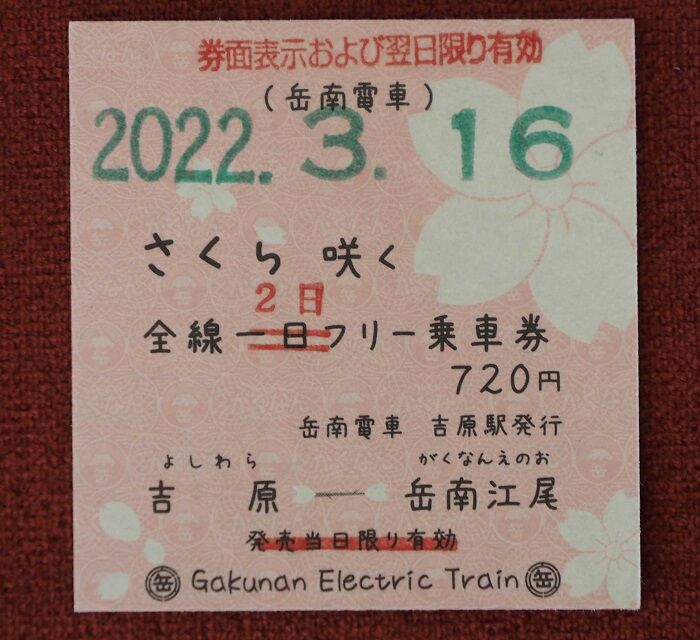 券面表示および翌日限り有効
(岳南電車)
2022. 3. 16
さくら 咲く
2日
全線一日フリー乗車券
720円
岳南電車 吉原駅発行
よしわら がくなんえのお
吉原 — 岳南江尾
発売当日限り有効
岳 Gakunan Electric Train 岳